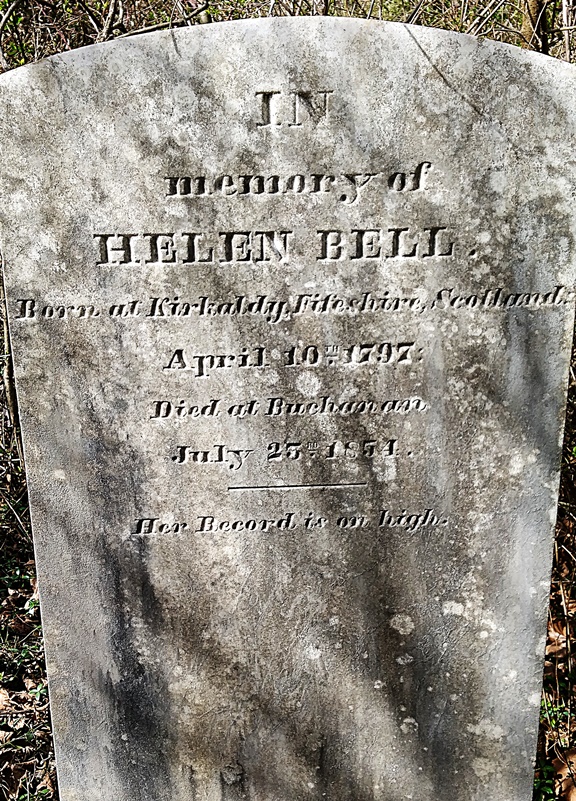 IN
memory of
HELEN BELL.
Born at Kirkaldy, Fifeshire, Scotland.
April 10TH 1797:
Died at Buchanan
July 23RD 1854.
Her Record is on high.